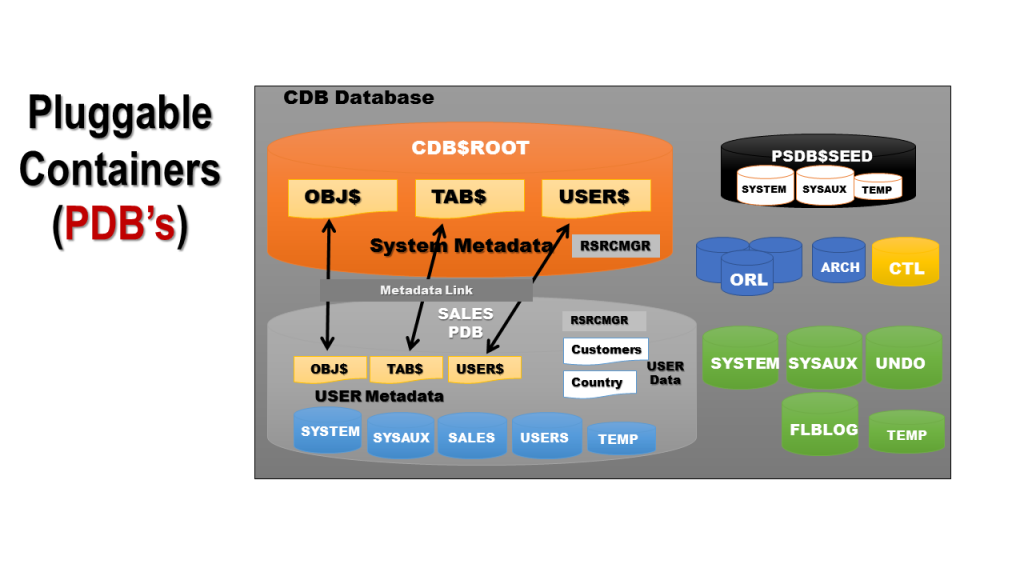 Pluggable
Containers
(PDB's)
CDB Database
CDB$ROOT
OBJ$
TAB$
USER$
System Metadata
RSRCMGR
Metadata Link
SALES
PDB
RSRCMGR
Customers
Country
USER
Data
OBJ$
TAB$
USER$
USER Metadata
SYSTEM
SYSAUX
SALES
USERS
TEMP
PSDB$SEED
SYSTEM
SYSAUX
TEMP
ORL
ARCH
CTL
SYSTEM
SYSAUX
UNDO
FLBLOG
TEMP